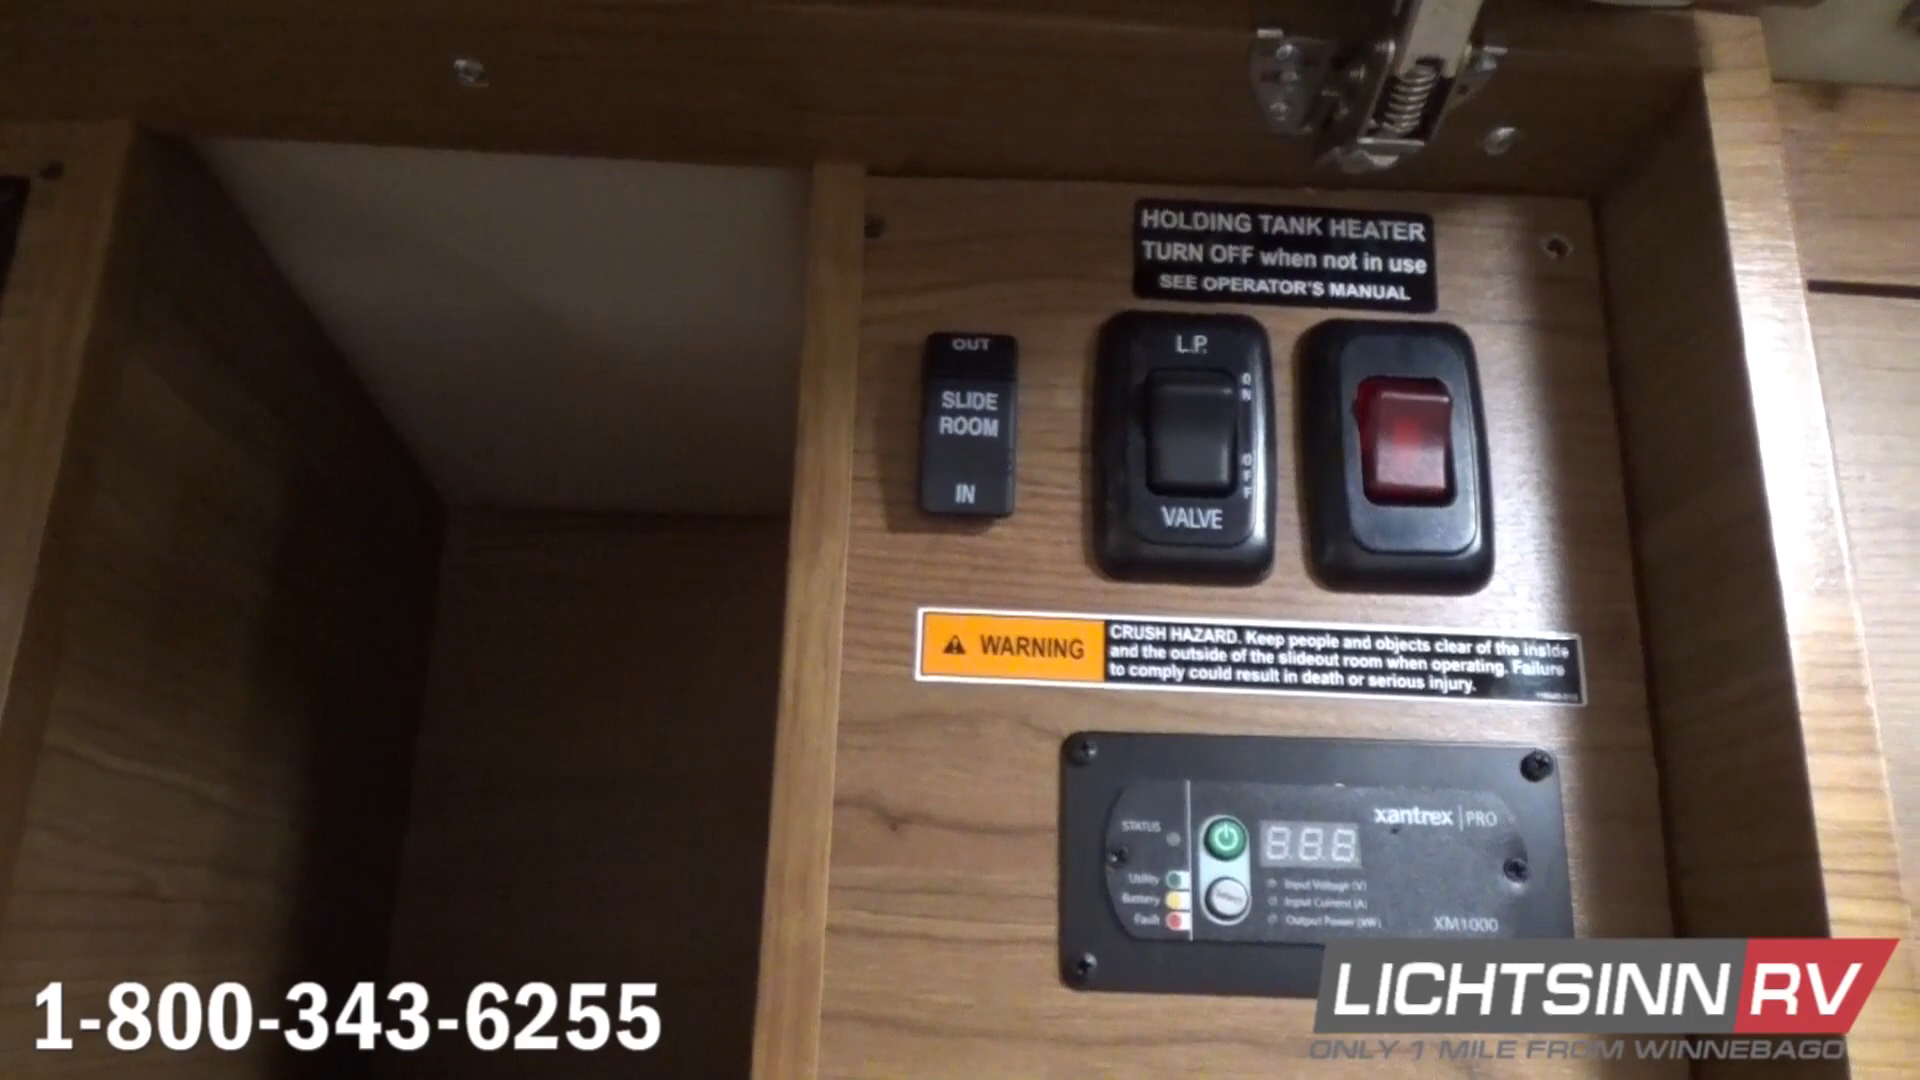 HOLDING TANK HEATER
TURN OFF when not in use
SEE OPERATOR'S MANUAL
OUT
SLIDE
ROOM
IN
L.P.
ON
OFF
VALVE
WARNING
CRUSH HAZARD. Keep people and objects clear of the inside
and the outside of the slideout room when operating. Failure
to comply could result in death or serious injury.
xantrex PRO
STATUS
Utility
Battery
Fault
8.8.8.
Input Voltage (V)
Input Current (A)
Output Power (kW)
XM1000
1-800-343-6255
LICHTSINN RV
ONLY 1 MILE FROM WINNEBAGO